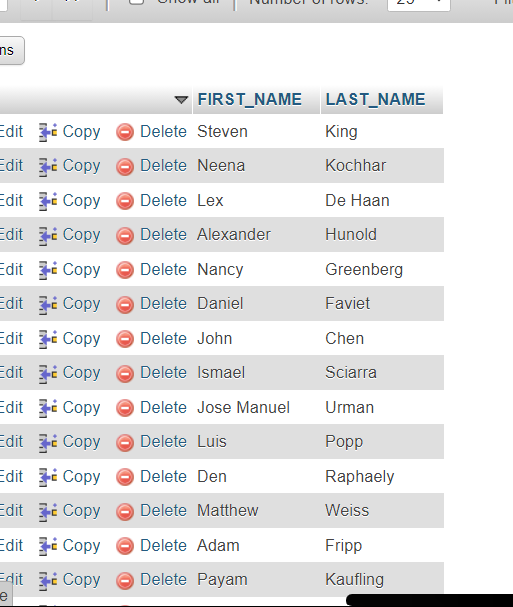 Show all Number of rows: 25
ns
FIRST_NAME LAST_NAME
Edit Copy Delete Steven King
Edit Copy Delete Neena Kochhar
Edit Copy Delete Lex De Haan
Edit Copy Delete Alexander Hunold
Edit Copy Delete Nancy Greenberg
Edit Copy Delete Daniel Faviet
Edit Copy Delete John Chen
Edit Copy Delete Ismael Sciarra
Edit Copy Delete Jose Manuel Urman
Edit Copy Delete Luis Popp
Edit Copy Delete Den Raphaely
Edit Copy Delete Matthew Weiss
Edit Copy Delete Adam Fripp
Edit Copy Delete Payam Kaufling
e